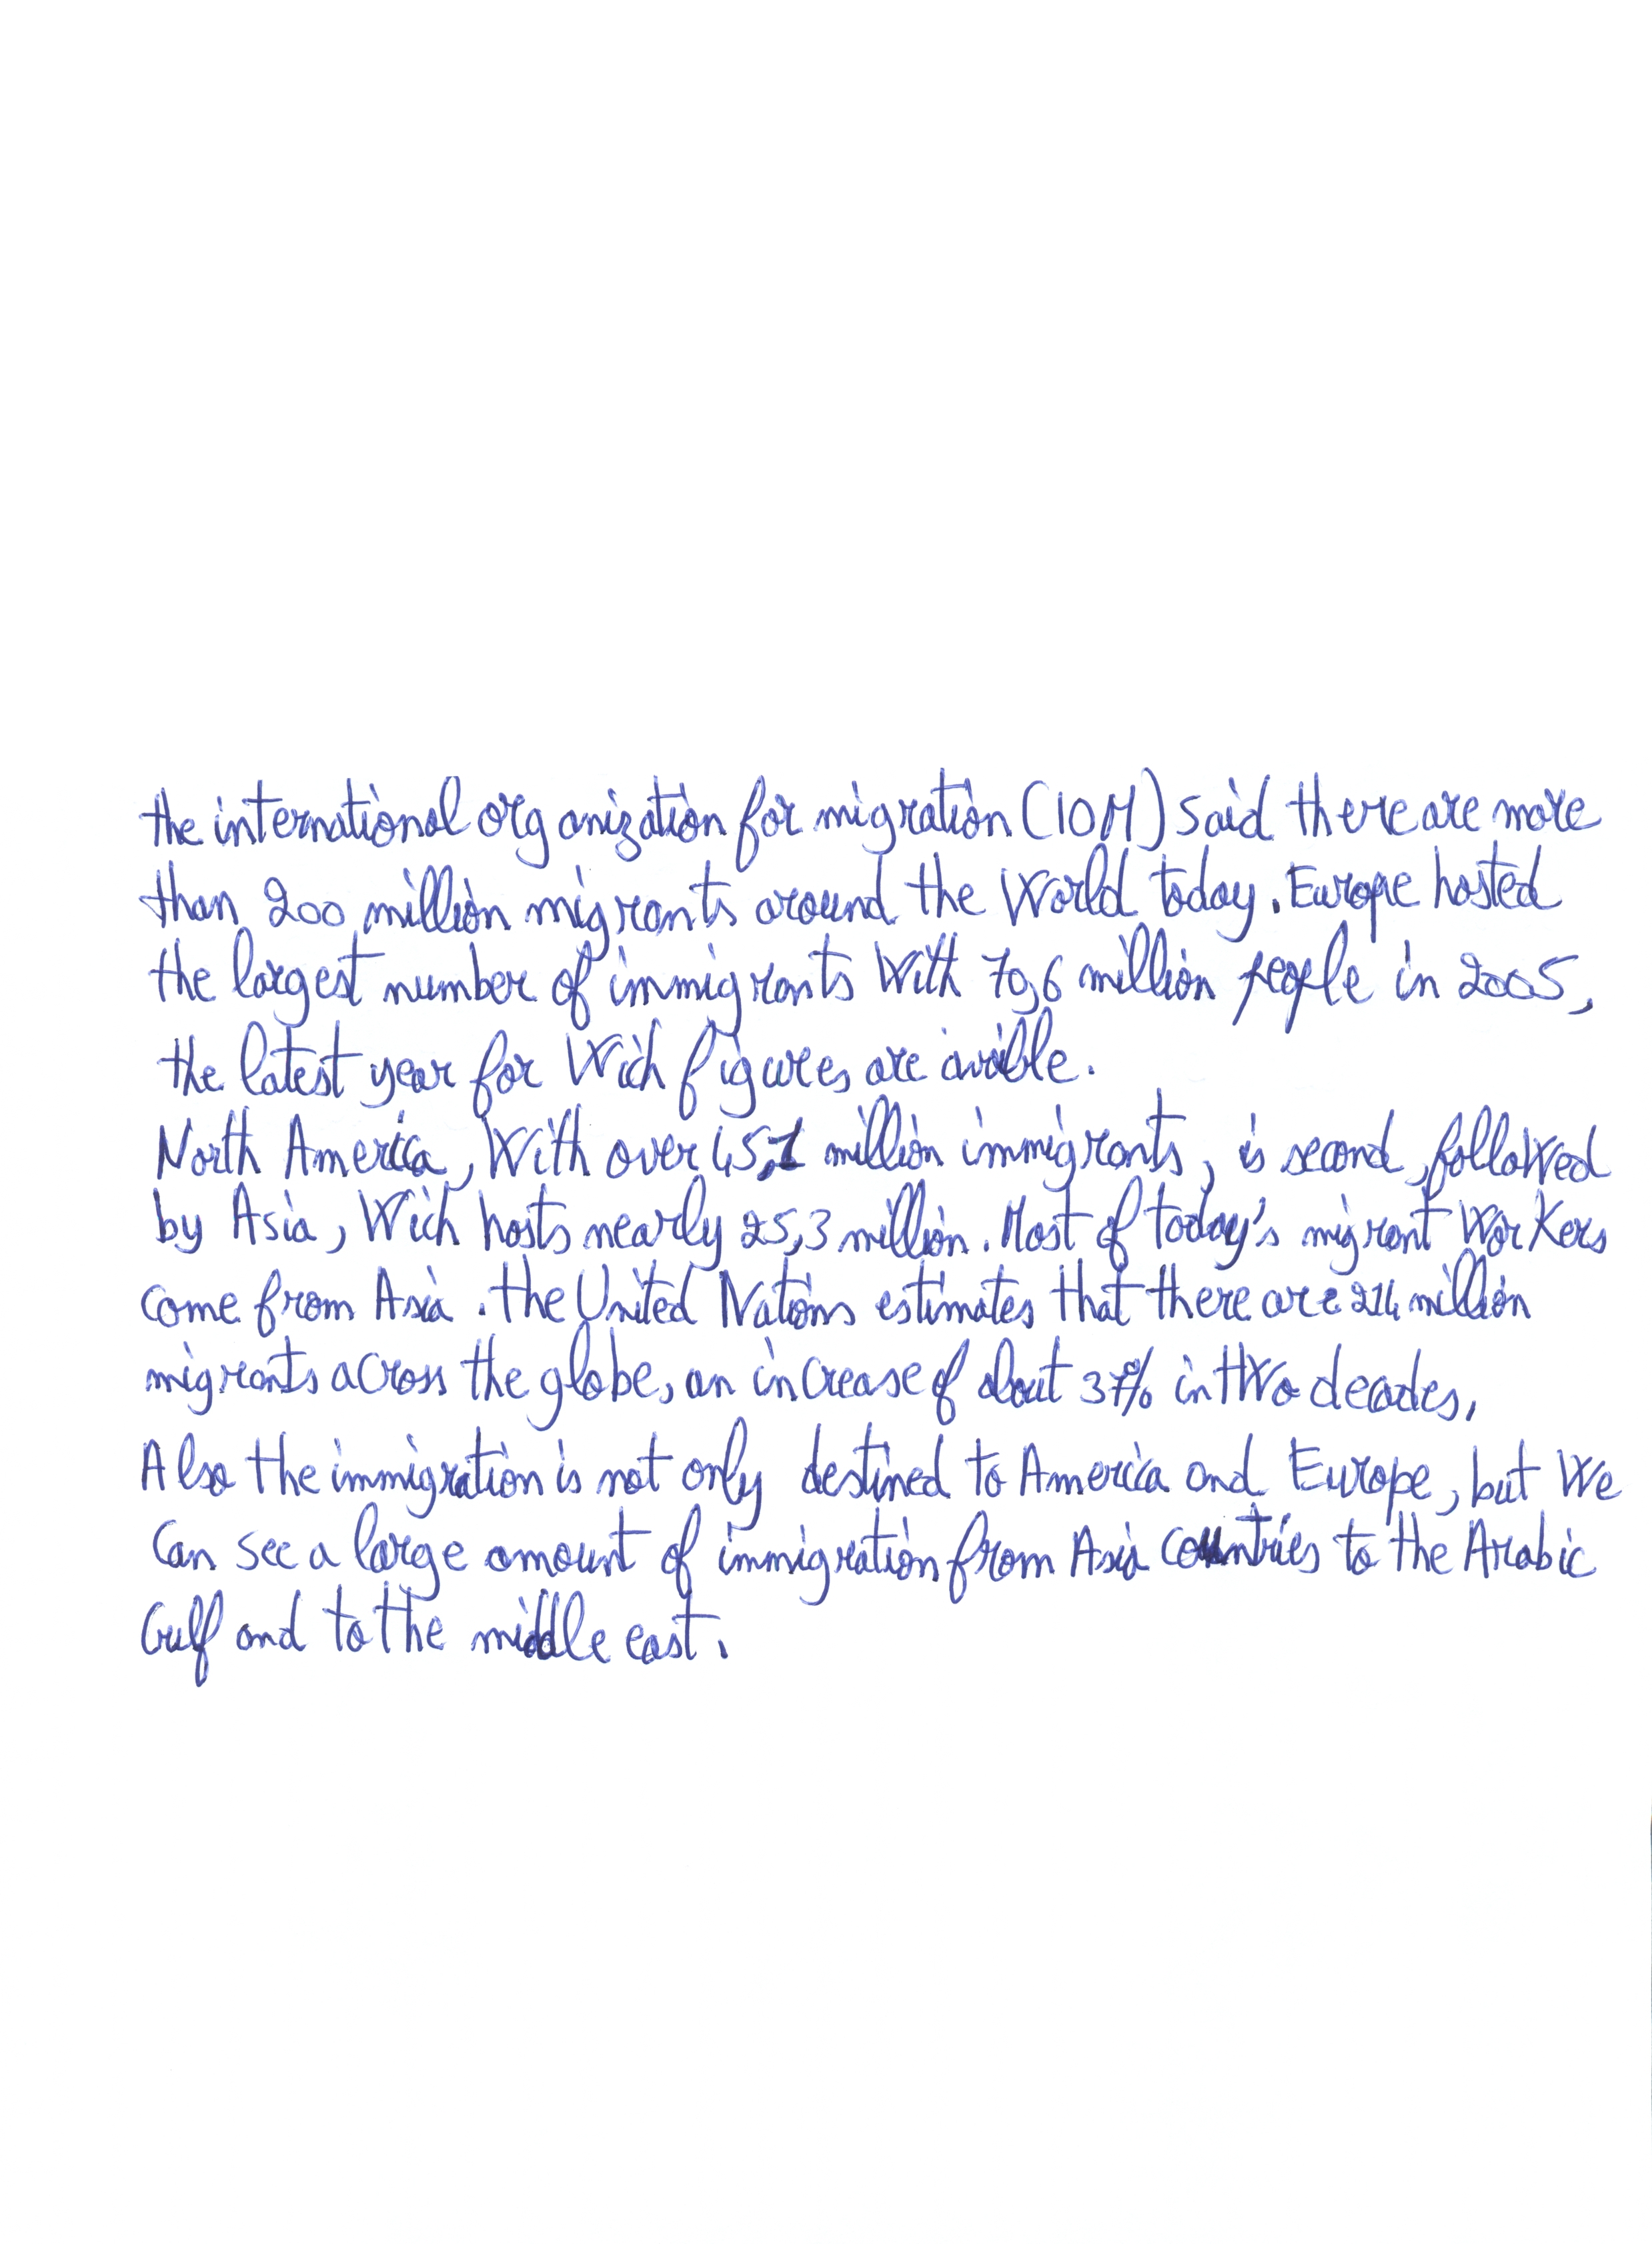 the international organization for migration (IOM) said there are more
than 200 million migrants around the World today. Europe hosted
the largest number of immigrants With 70,6 million people in 2005,
the latest year for Wich figures are avible.
North America, With over 45,1 million immigrants, is second, followed
by Asia, Wich hosts nearly 25,3 million. Most of today's migrant Workers
come from Asia. the United Nations estimates that there are 214 million
migrants across the globe, an increase of about 37% in tWo decades,
Also the immigration is not only destined to America and Europe, but We
Can see a large amount of immigration from Asia countries to the Arabic
Gulf and to the middle east.